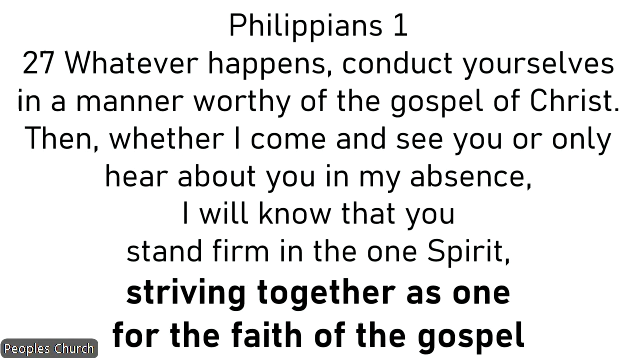 Philippians 1
27 Whatever happens, conduct yourselves
in a manner worthy of the gospel of Christ.
Then, whether I come and see you or only
hear about you in my absence,
I will know that you
stand firm in the one Spirit,
striving together as one
for the faith of the gospel
Peoples Church